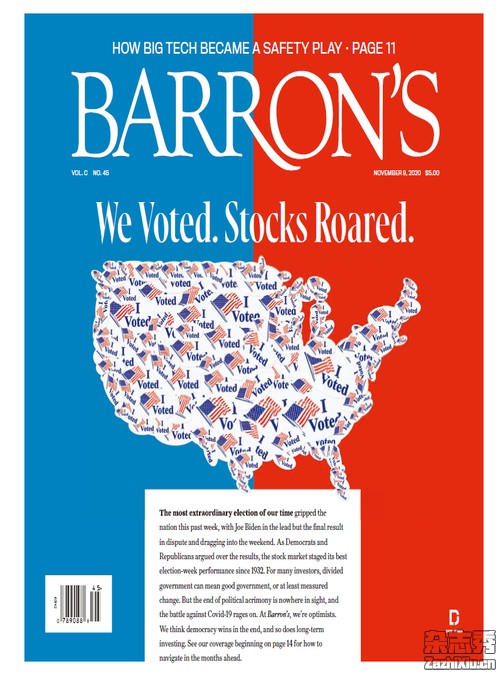 HOW BIG TECH BECAME A SAFETY PLAY · PAGE 11
BARRON'S
VOL. C NO. 45 NOVEMBER 9, 2020 $5.00
We Voted. Stocks Roared.
I Voted
The most extraordinary election of our time gripped the
nation this past week, with Joe Biden in the lead but the final result
in dispute and dragging into the weekend. As Democrats and
Republicans argued over the results, the stock market staged its best
election-week performance since 1932. For many investors, divided
government can mean good government, or at least measured
change. But the end of political acrimony is nowhere in sight, and
the battle against Covid-19 rages on. At Barron's, we're optimists.
We think democracy wins in the end, and so does long-term
investing. See our coverage beginning on page 14 for how to
navigate in the months ahead.
45
D
杂志秀
ZaZhiXiu.cn